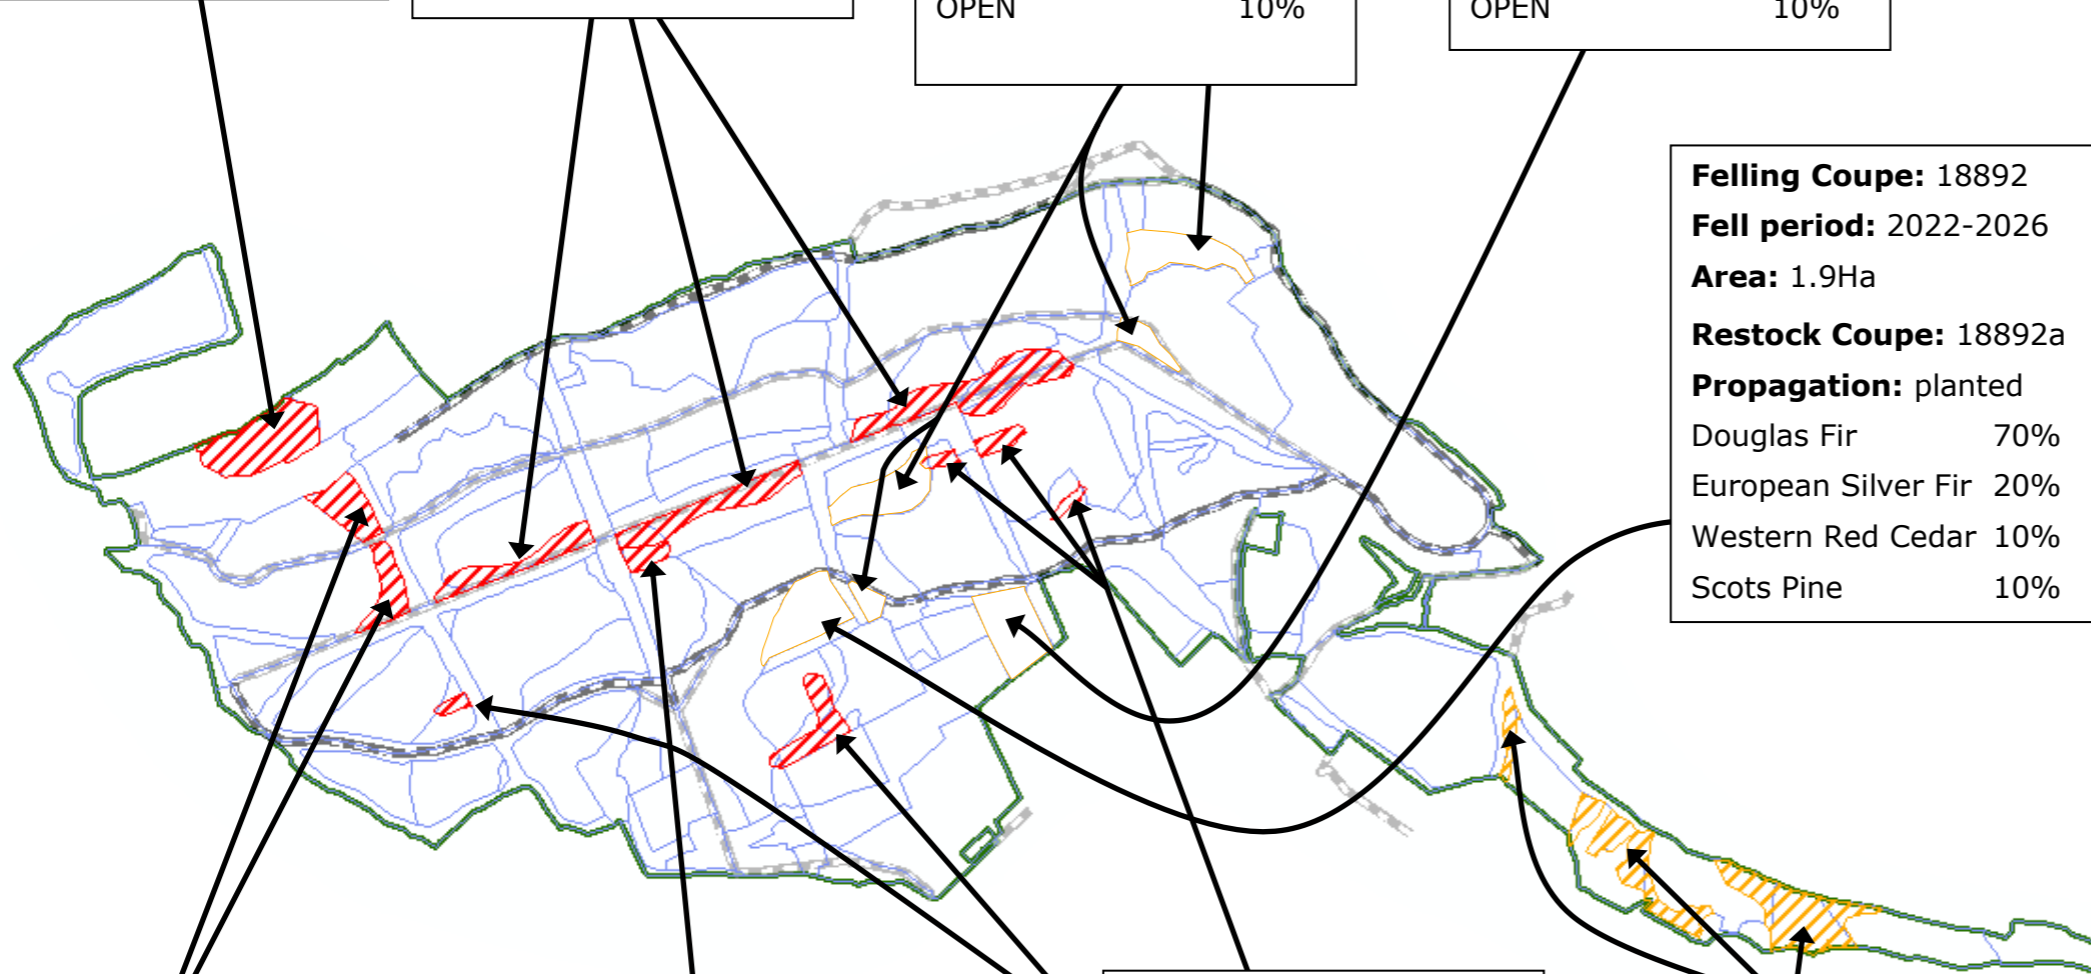 OPEN 10%
OPEN 10%
Felling Coupe: 18892
Fell period: 2022-2026
Area: 1.9Ha
Restock Coupe: 18892a
Propagation: planted
Douglas Fir 70%
European Silver Fir 20%
Western Red Cedar 10%
Scots Pine 10%